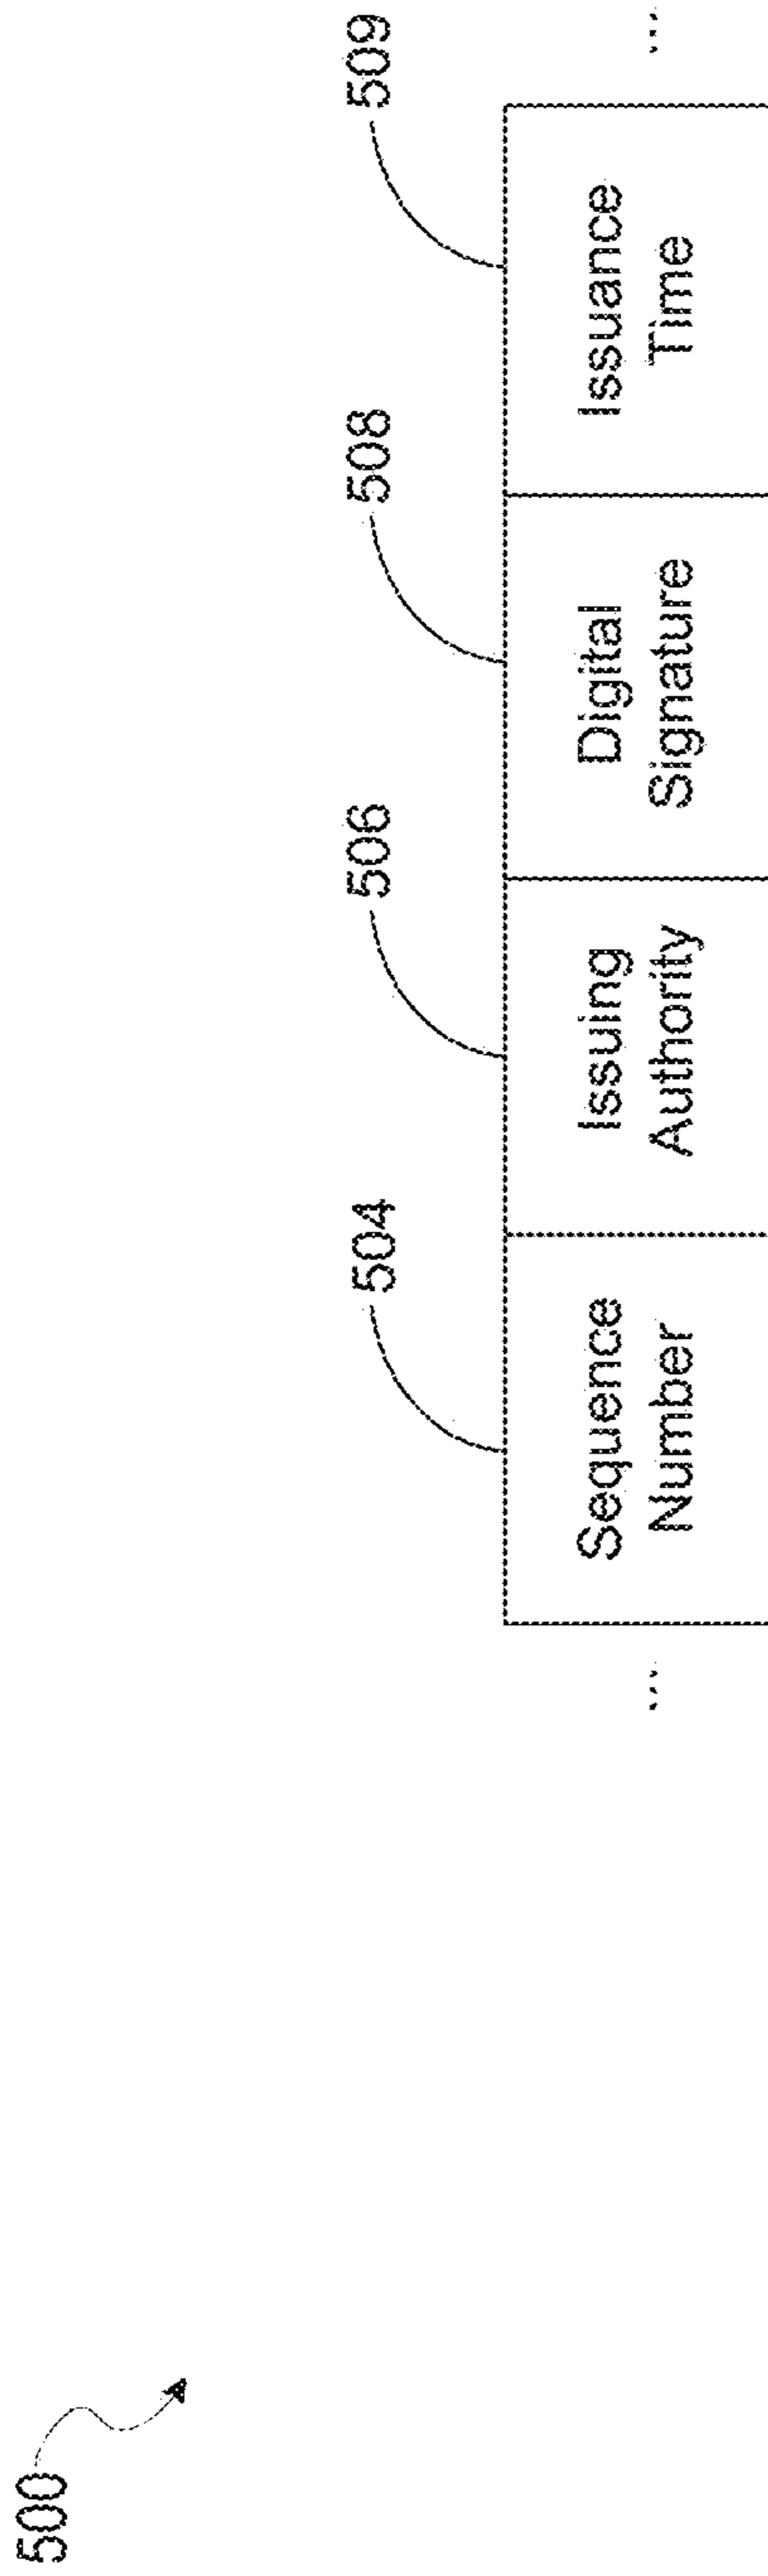 500
504
506
508
509
...
Sequence
Number
Issuing
Authority
Digital
Signature
Issuance
Time
...